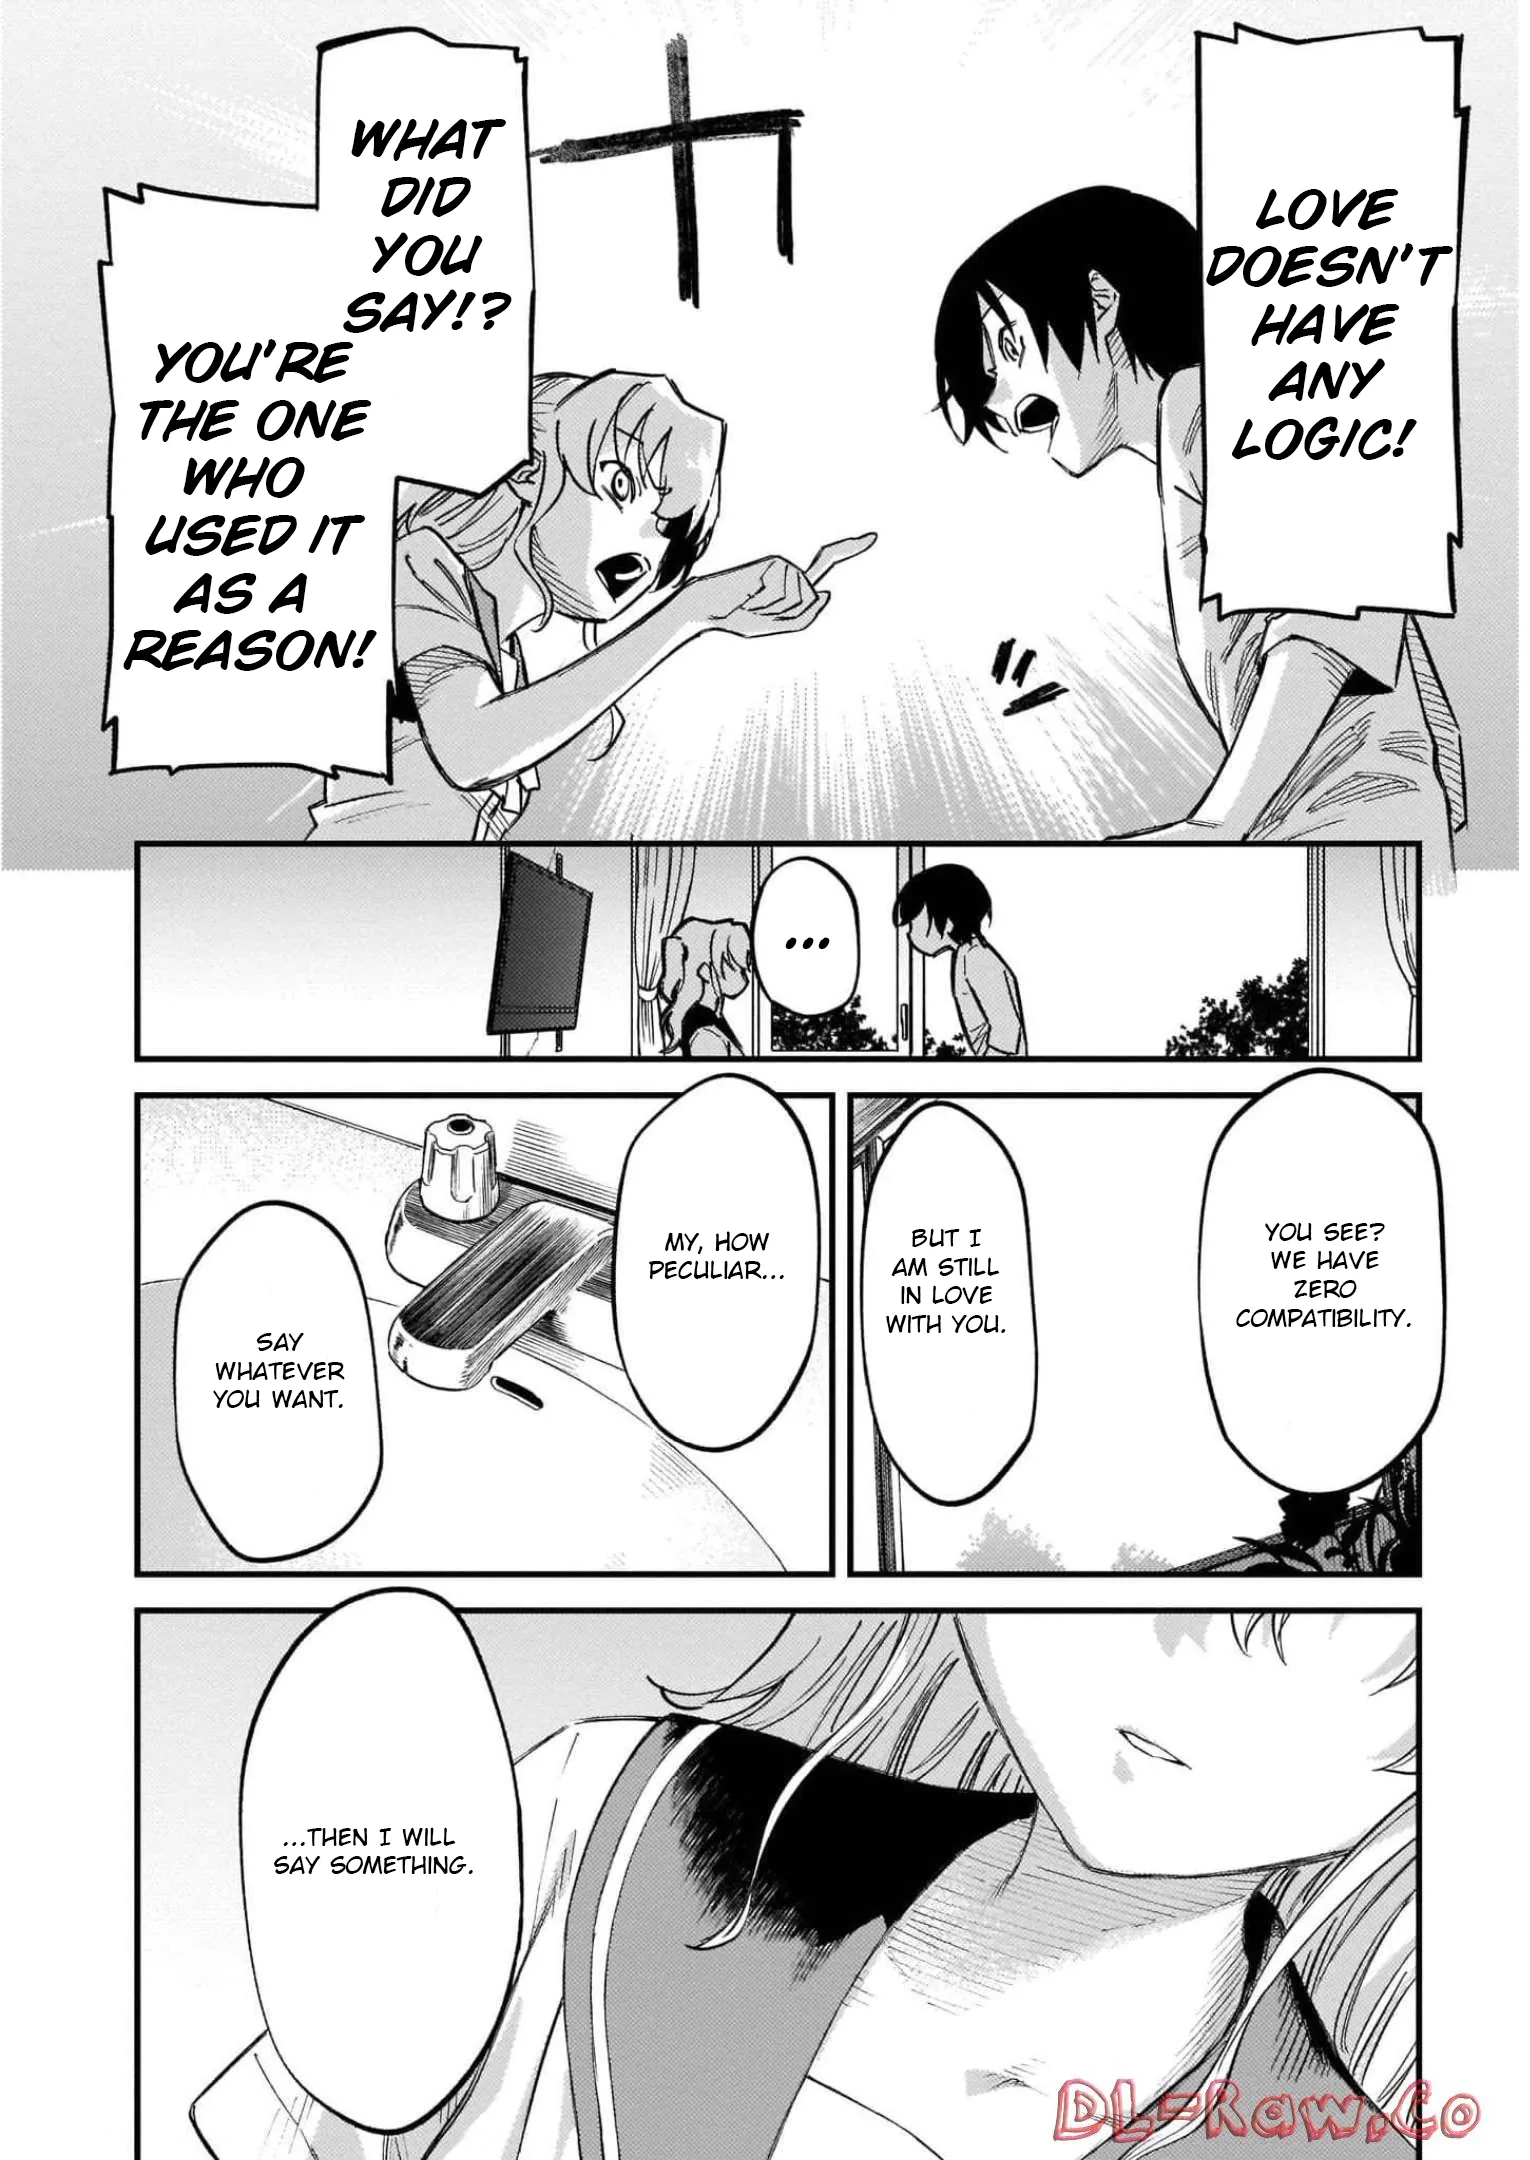 LOVE
DOESN'T
HAVE
ANY
LOGIC!
カ
WHAT
DID
YOU
SAY!?
YOU'RE
THE ONE
WHO
USED IT
AS A
REASON!
...
YOU SEE?
WE HAVE
ZERO
COMPATIBILITY.
BUT I
AM STILL
IN LOVE
WITH YOU.
MY, HOW
PECULIAR...
SAY
WHATEVER
YOU WANT.
...THEN I WILL
SAY SOMETHING.
DL-Raw.Co